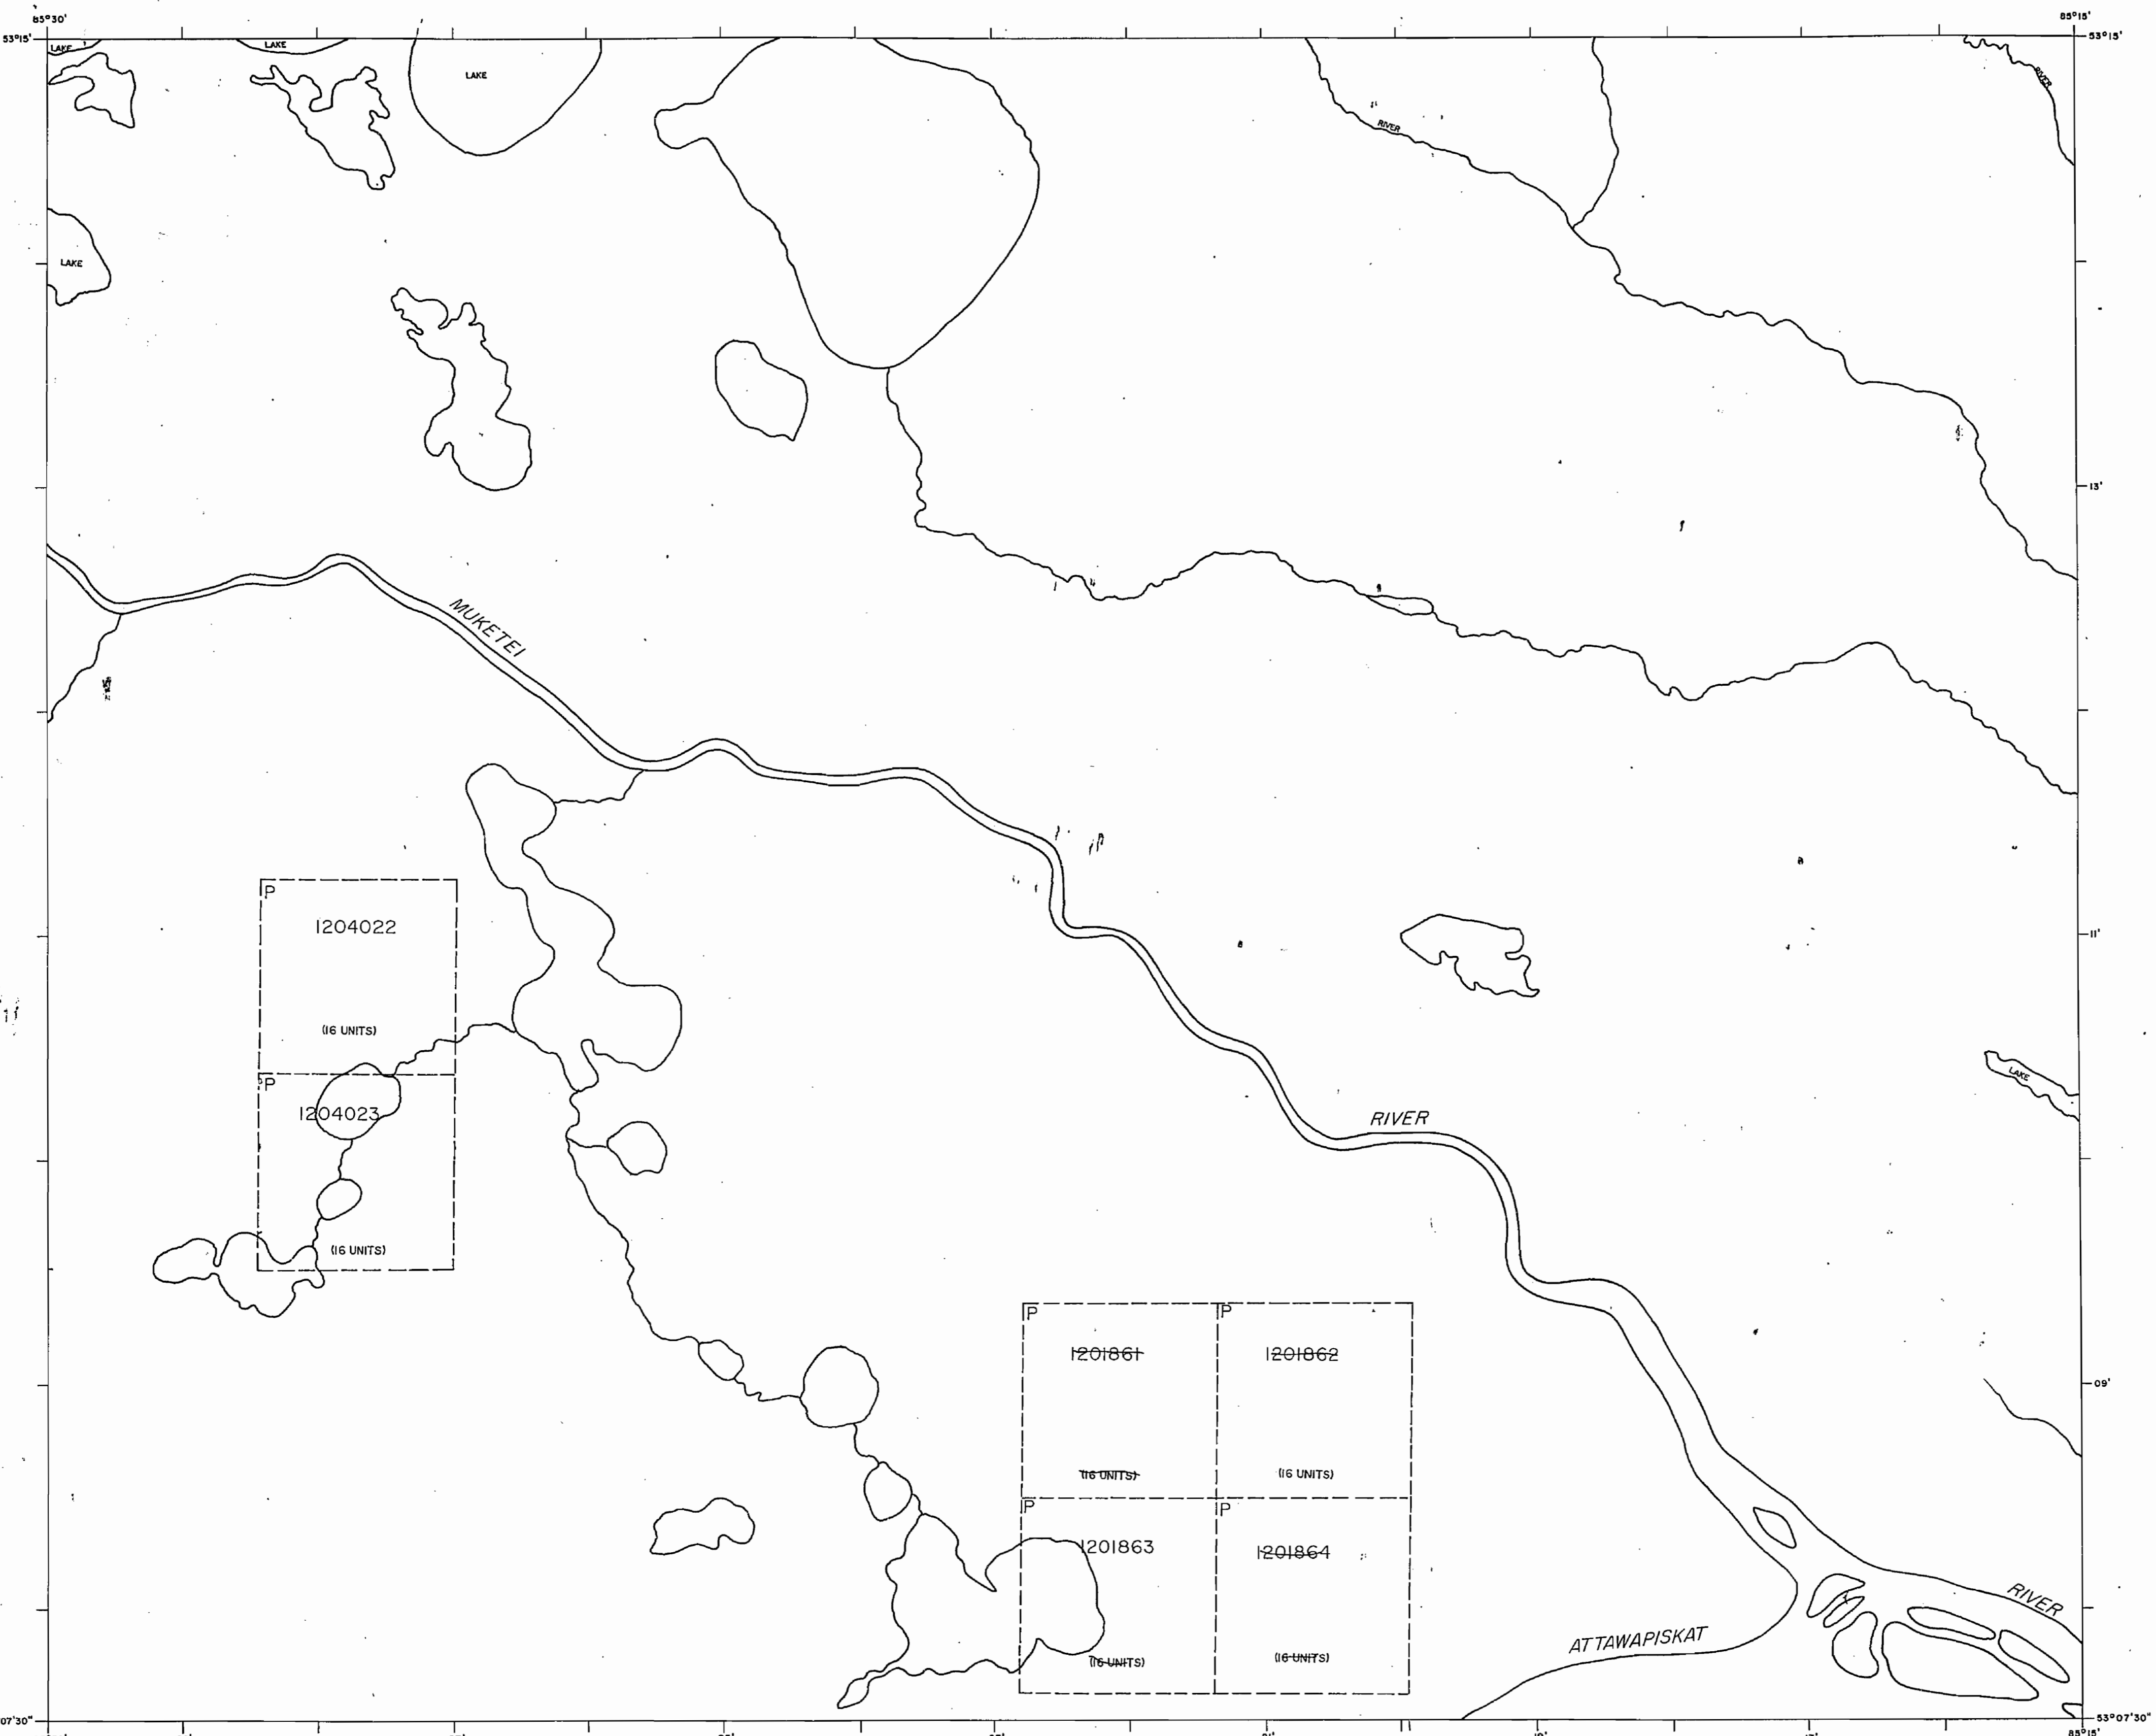 85°30'
85°15'
53°15'
53°15'
LAKE
LAKE
LAKE
RIVER
RIVER
LAKE
13'
MUKETEI
P
1204022
11'
(16 UNITS)
LAKE
P
1204023
RIVER
(16 UNITS)
P
P
1201861
1201862
09'
(16 UNITS)
(16 UNITS)
P
P
1201863
1201864
RIVER
ATTAWAPISKAT
(16 UNITS)
(16 UNITS)
07'30"
53°07'30"
85°15'